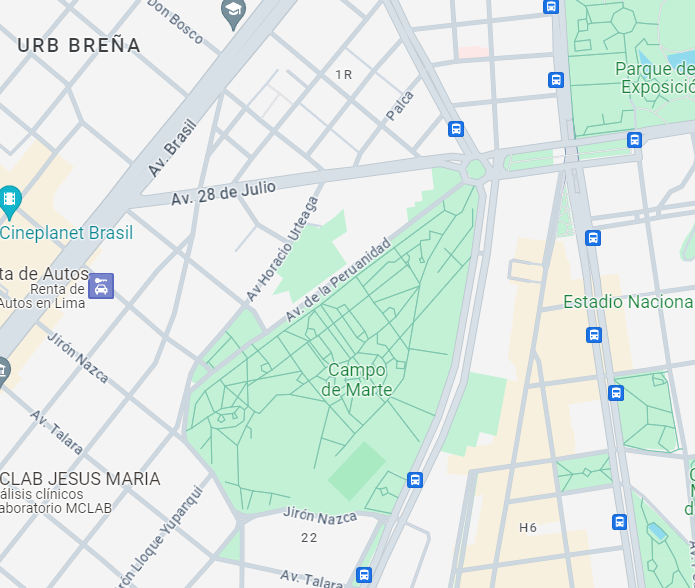 Don Bosco
URB BREÑA
1R
Parque de
Exposició
Palca
Av. Brasil
Av. 28 de Julio
Av Horacio Urteaga
Cineplanet Brasil
Av. de la Peruanidad
ta de Autos
Renta de
Autos en Lima
Estadio Naciona
Jirón Nazca
Campo
de Marte
Av. Talara
CLAB JESUS MARIA
álisis clínicos
aboratorio MCLAB
rón Lloque Yupanqui
Jirón Nazca
22
H6
Av. Talara